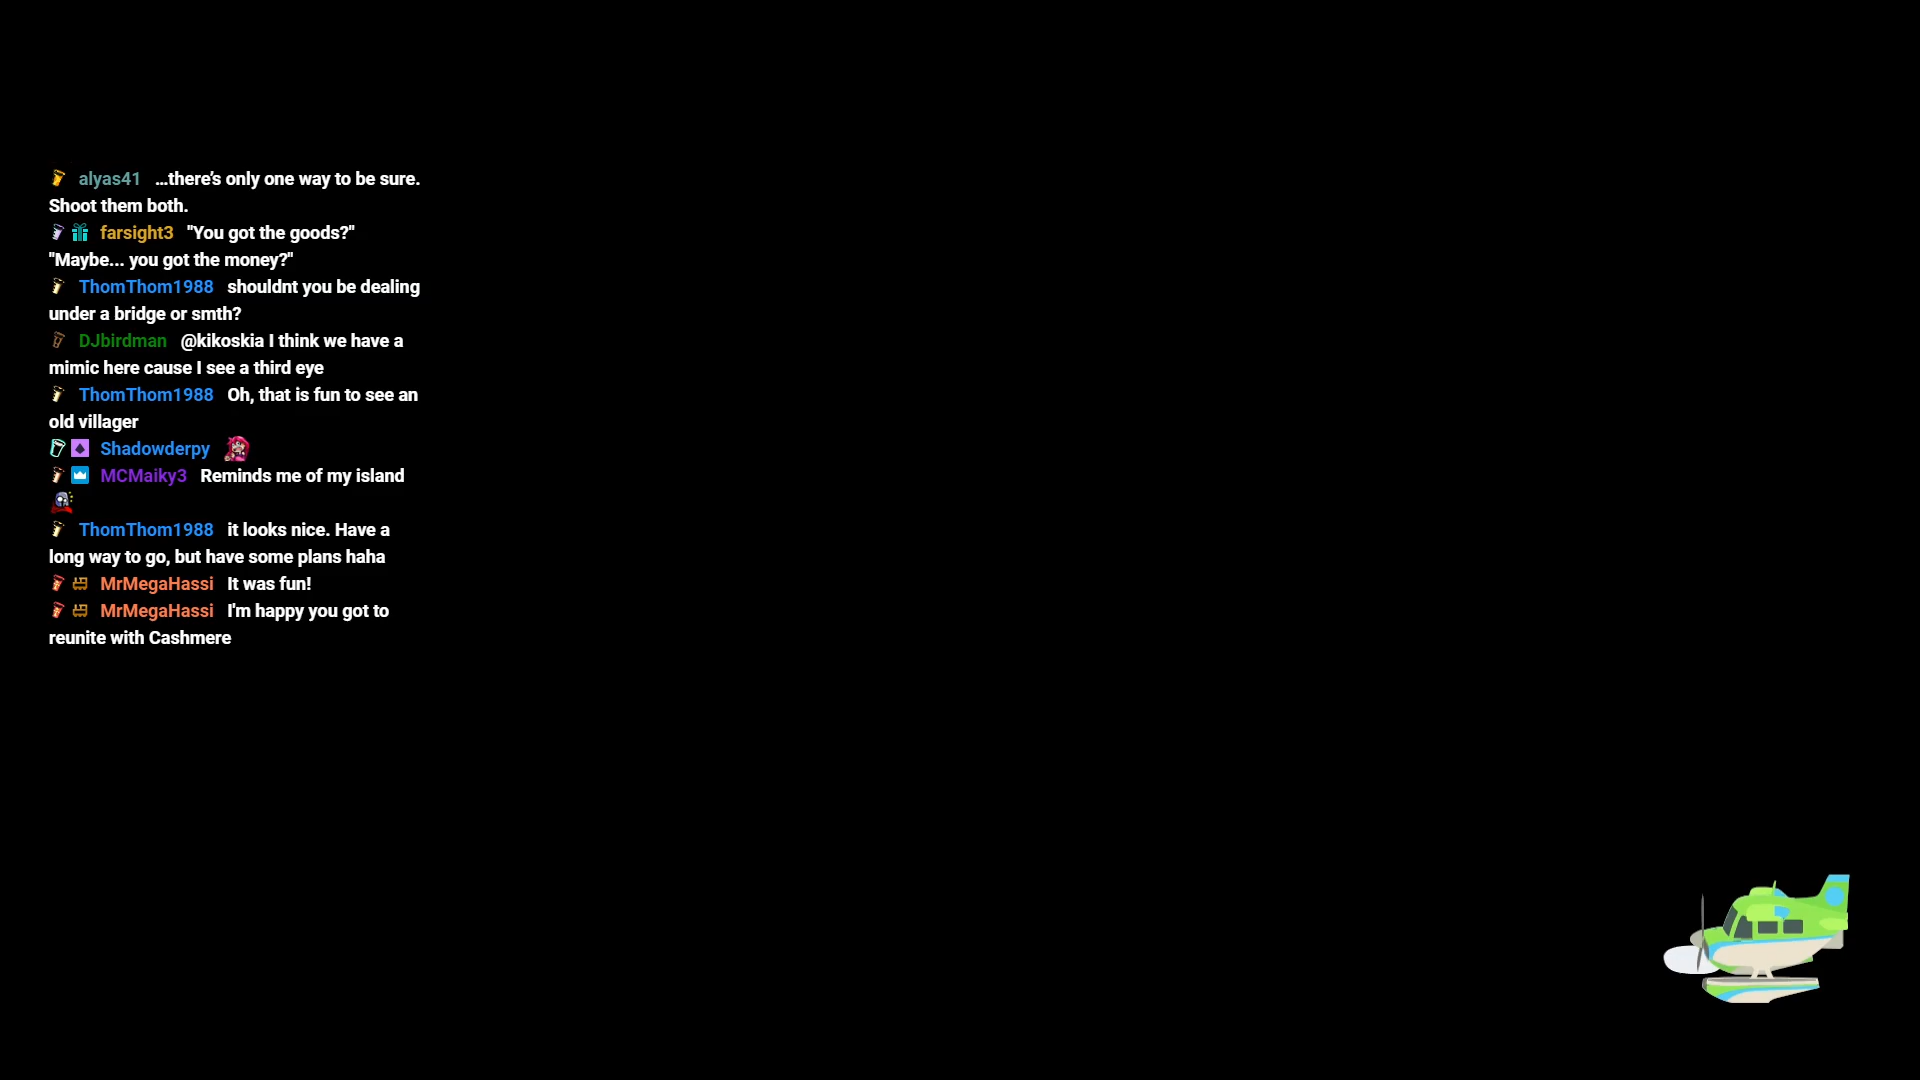 alyas41 …there’s only one way to be sure.
Shoot them both.
farsight3 "You got the goods?"
"Maybe... you got the money?"
ThomThom1988 shouldnt you be dealing
under a bridge or smth?
DJbirdman @kikoskia I think we have a
mimic here cause I see a third eye
ThomThom1988 Oh, that is fun to see an
old villager
Shadowderpy
MCMaiky3 Reminds me of my island
ThomThom1988 it looks nice. Have a
long way to go, but have some plans haha
MrMegaHassi It was fun!
MrMegaHassi I'm happy you got to
reunite with Cashmere